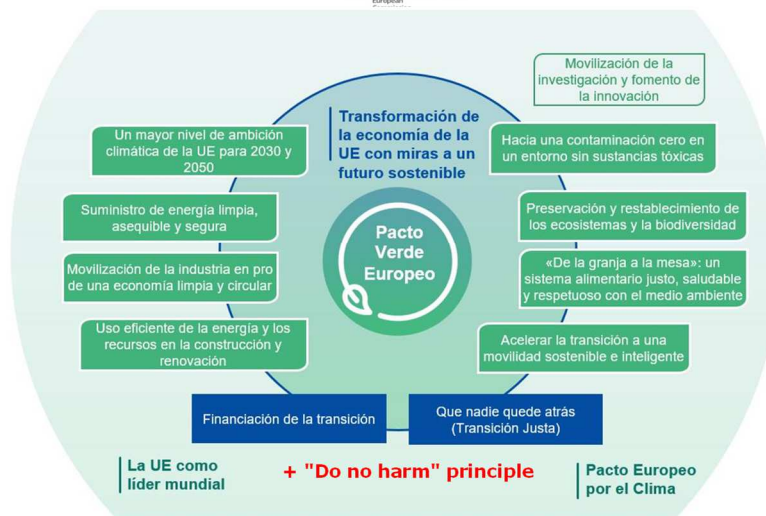 European
Movilización de la
investigación y fomento de
la innovación
Transformación de
la economía de la
UE con miras a un
futuro sostenible
Un mayor nivel de ambición
climática de la UE para 2030 y
2050
Hacia una contaminación cero en
un entorno sin sustancias tóxicas
Suministro de energía limpia,
asequible y segura
Preservación y restablecimiento de
los ecosistemas y la biodiversidad
Pacto
Verde
Europeo
Movilización de la industria en pro
de una economía limpia y circular
«De la granja a la mesa»: un
sistema alimentario justo, saludable
y respetuoso con el medio ambiente
Uso eficiente de la energía y los
recursos en la construcción y
renovación
Acelerar la transición a una
movilidad sostenible e inteligente
Financiación de la transición
Que nadie quede atrás
(Transición Justa)
La UE como
líder mundial
+ "Do no harm" principle
Pacto Europeo
por el Clima